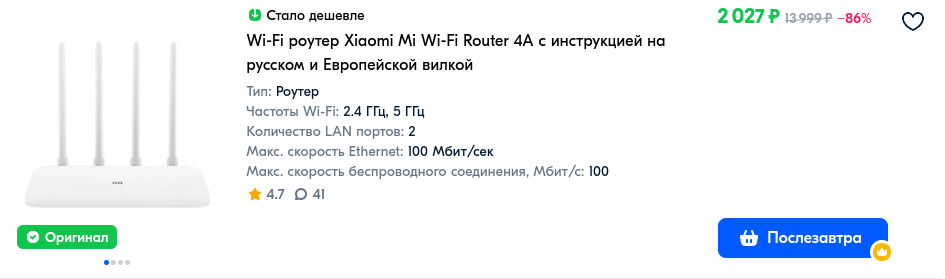 Стало дешевле
2 027 ₽ 13 999 ₽ −86%
Wi-Fi роутер Xiaomi Mi Wi-Fi Router 4A с инструкцией на
русском и Европейской вилкой
Тип: Роутер
Частоты Wi-Fi: 2.4 ГГц, 5 ГГц
Количество LAN портов: 2
Макс. скорость Ethernet: 100 Мбит/сек
Макс. скорость беспроводного соединения, Мбит/с: 100
4.7 41
Оригинал
Послезавтра